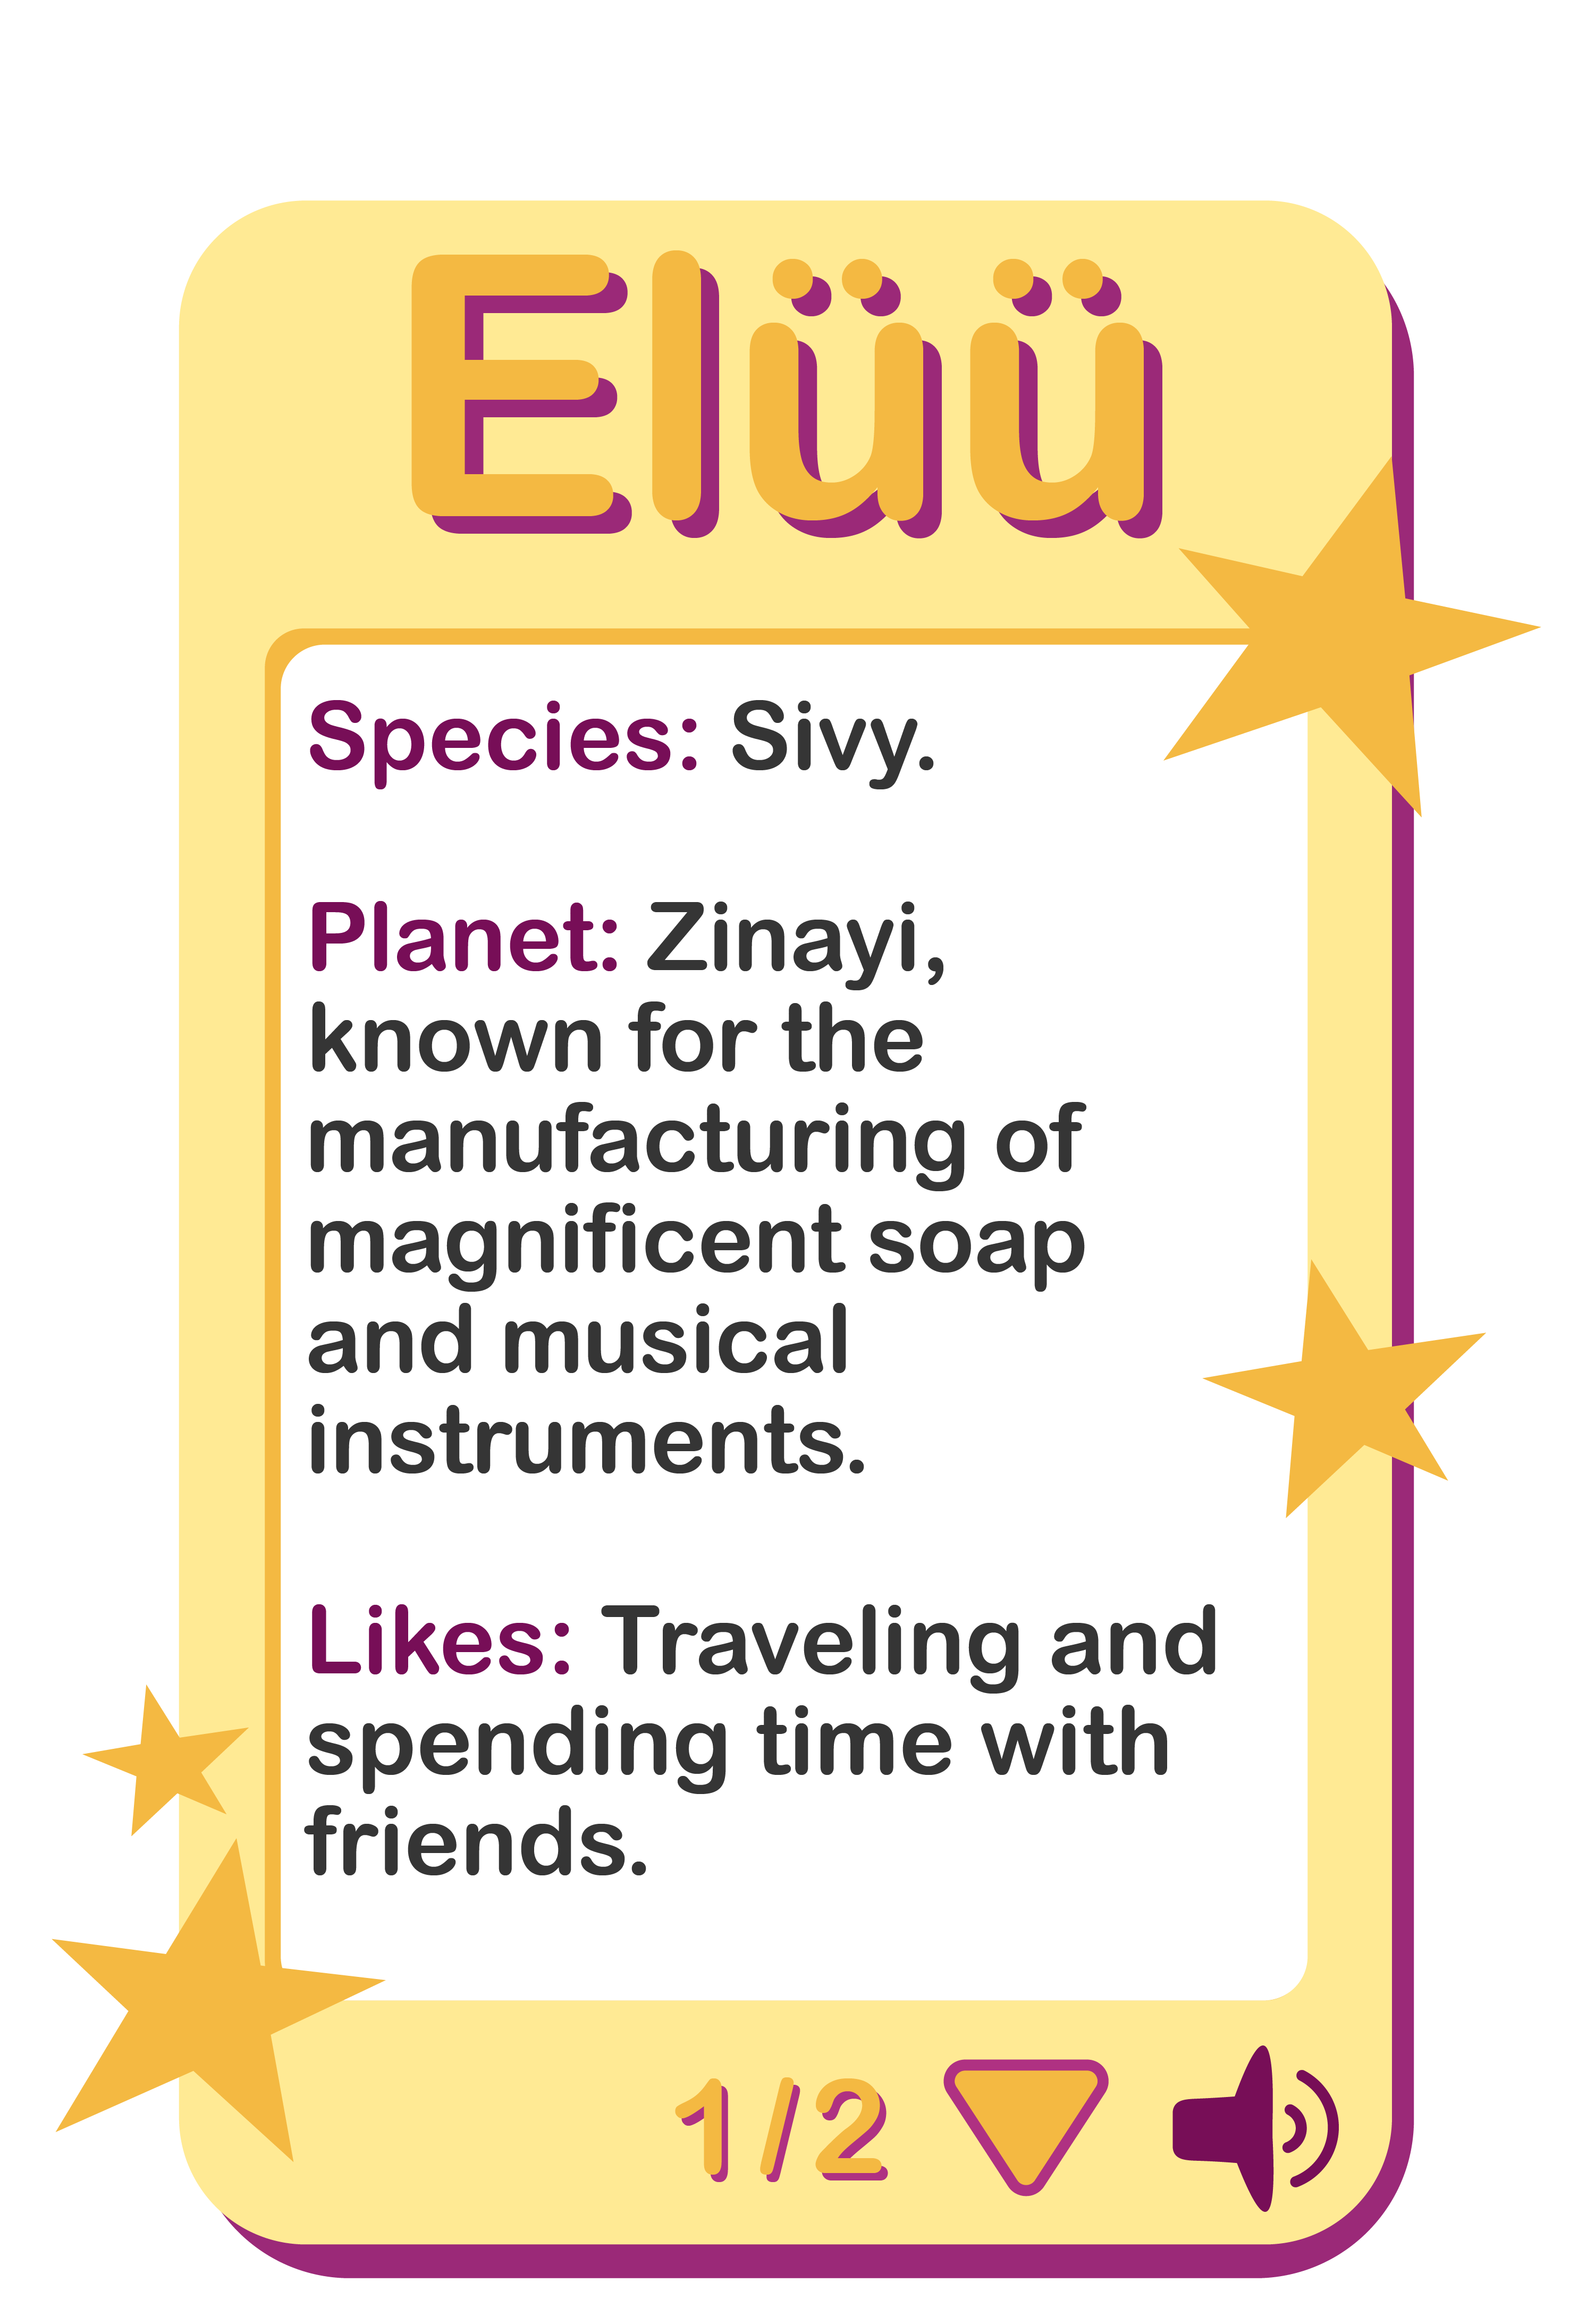 Elüü
Species: Sivy.
Planet: Zinayi,
known for the
manufacturing of
magnificent soap
and musical
instruments.
Likes: Traveling and
spending time with
friends.
1/2